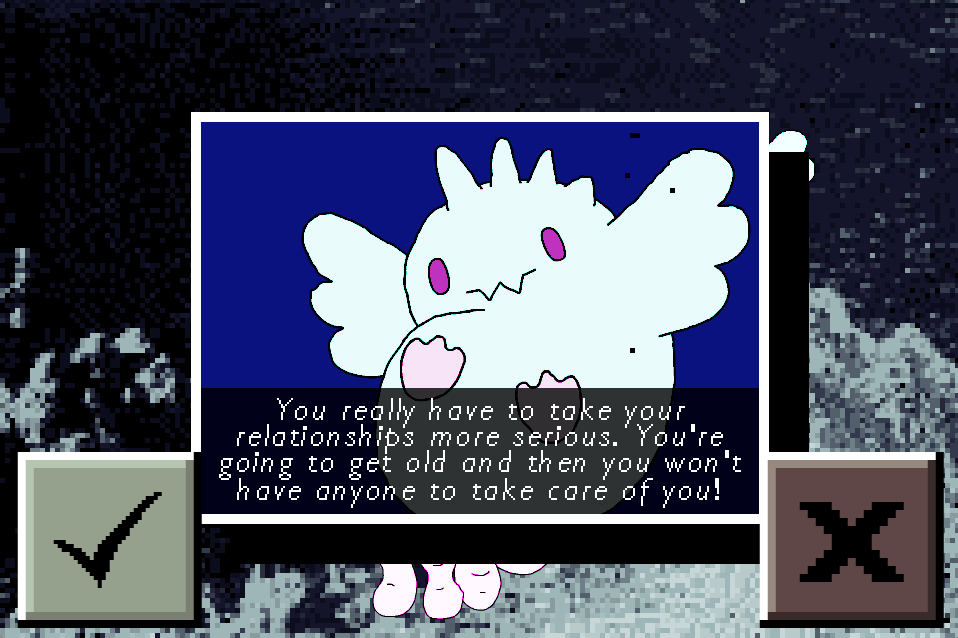 You really have to take your
relationships more serious. You're
going to get old and then you won't
have anyone to take care of you!